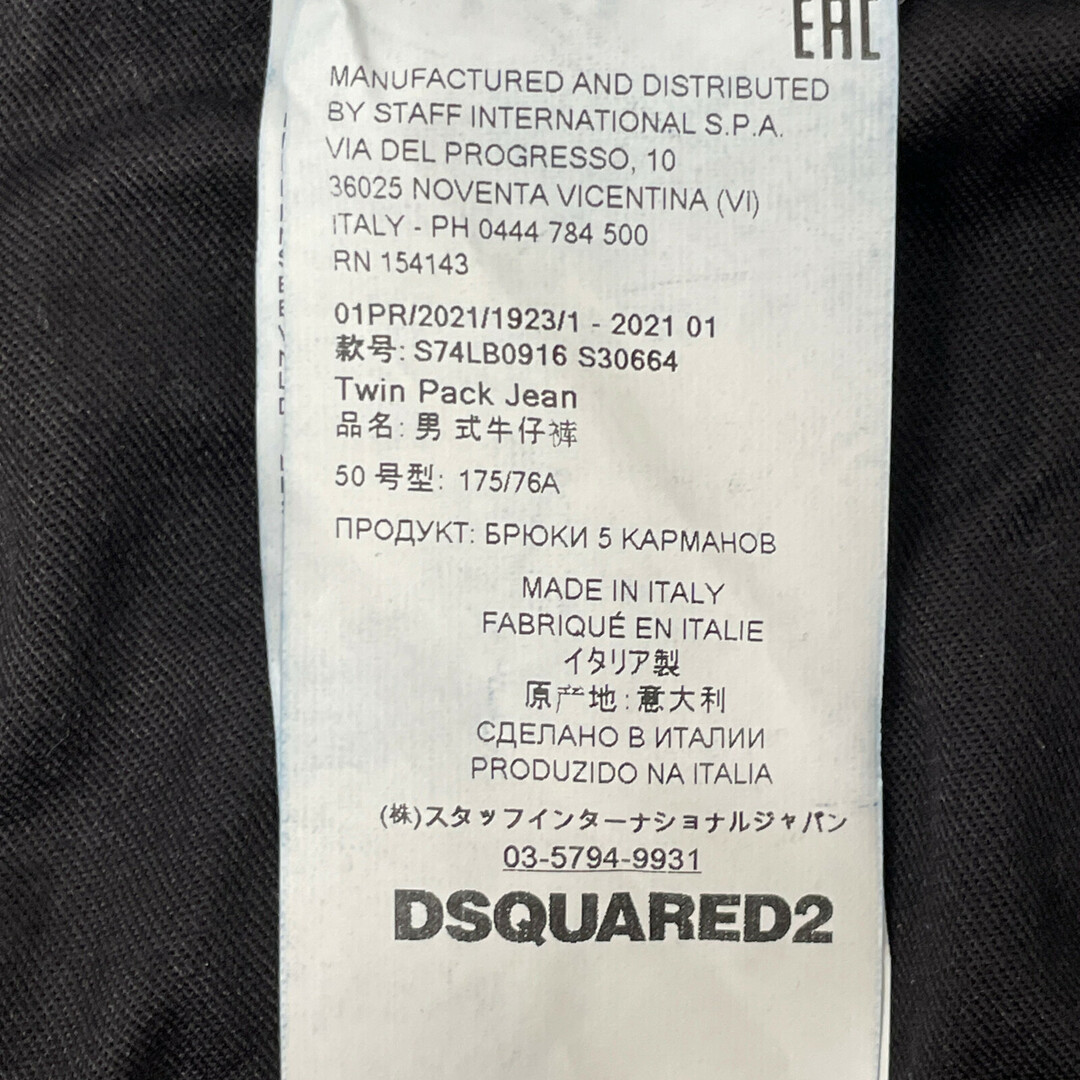 EAC
MANUFACTURED AND DISTRIBUTED
BY STAFF INTERNATIONAL S.P.A.
VIA DEL PROGRESSO, 10
36025 NOVENTA VICENTINA (VI)
ITALY - PH 0444 784 500
RN 154143
01PR/2021/1923/1 - 2021 01
款号: S74LB0916 S30664
Twin Pack Jean
品名: 男 式牛仔裤
50 号型: 175/76A
ПРОДУКТ: БРЮКИ 5 КАРМАНОВ
MADE IN ITALY
FABRIQUÉ EN ITALIE
イタリア製
原产地:意大利
СДЕЛАНО В ИТАЛИИ
PRODUZIDO NA ITALIA
(株)スタッフインターナショナルジャパン
03-5794-9931
DSQUARED2